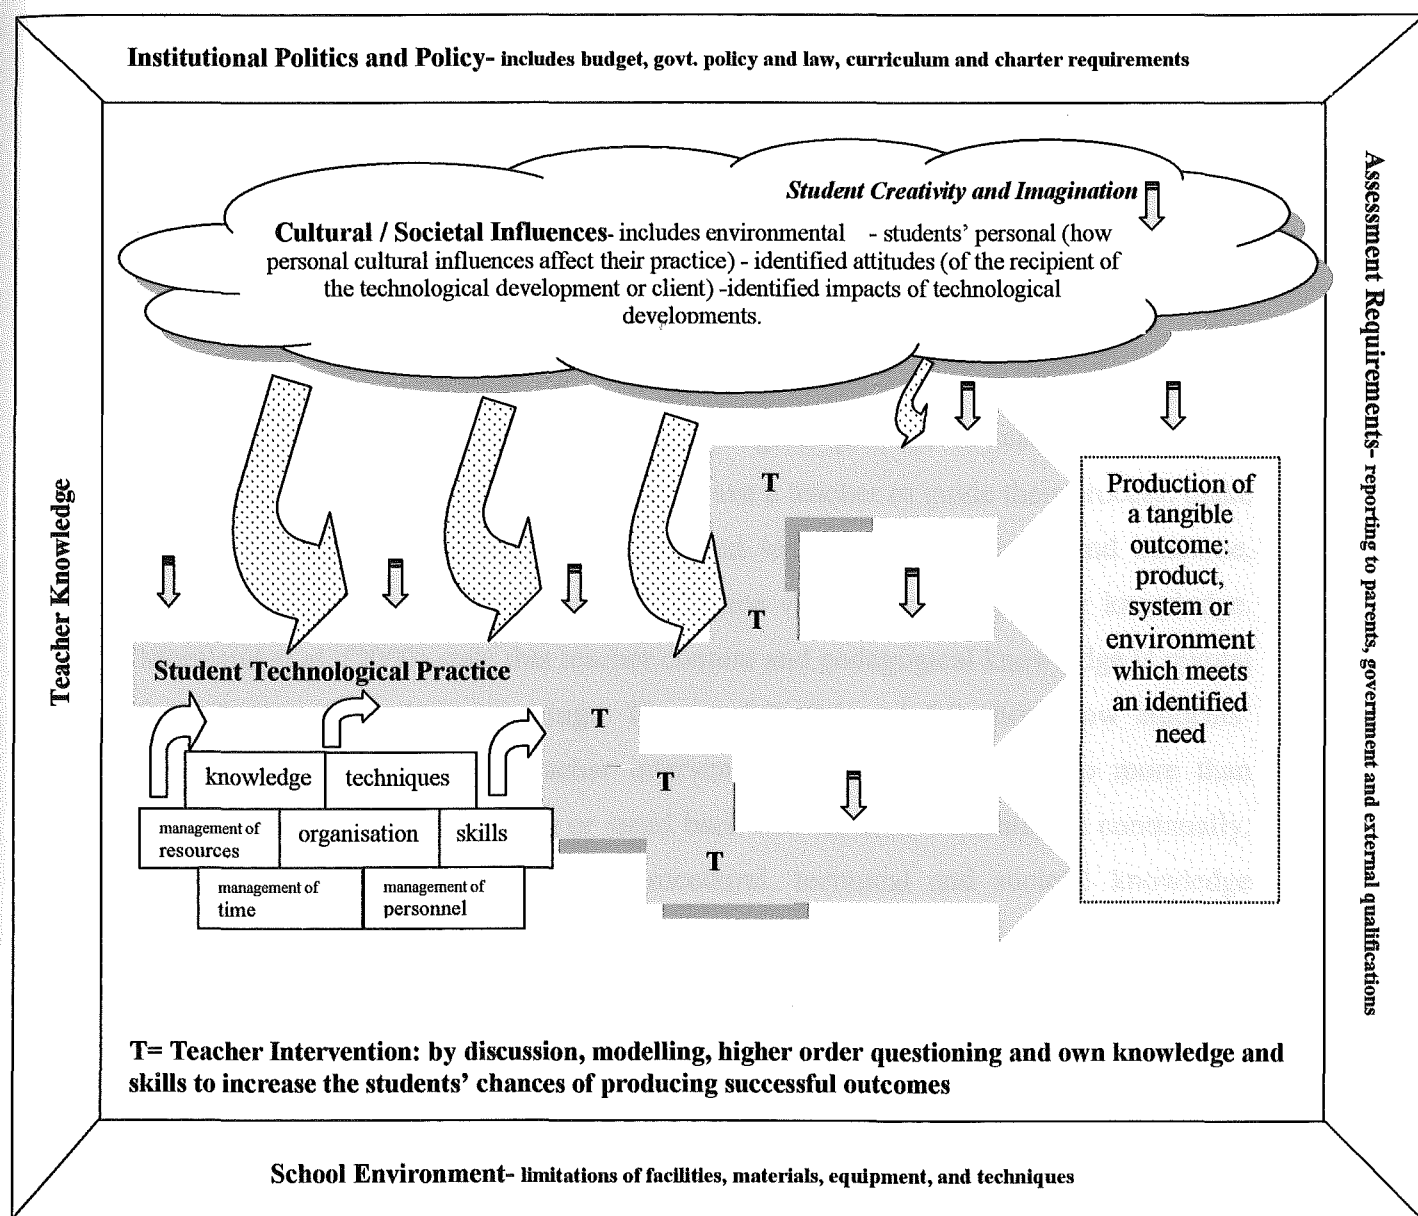 Institutional Politics and Policy- includes budget, govt. policy and law, curriculum and charter requirements
Student Creativity and Imagination
Cultural / Societal Influences- includes environmental - students' personal (how
personal cultural influences affect their practice) - identified attitudes (of the recipient of
the technological development or client) -identified impacts of technological
developments.
Teacher Knowledge
Assessment Requirements- reporting to parents, government and external qualifications
T
T
Student Technological Practice
T
T
T
Production of
a tangible
outcome:
product,
system or
environment
which meets
an identified
need
knowledge
techniques
management of
resources
organisation
skills
management of
time
management of
personnel
T= Teacher Intervention: by discussion, modelling, higher order questioning and own knowledge and
skills to increase the students' chances of producing successful outcomes
School Environment- limitations of facilities, materials, equipment, and techniques